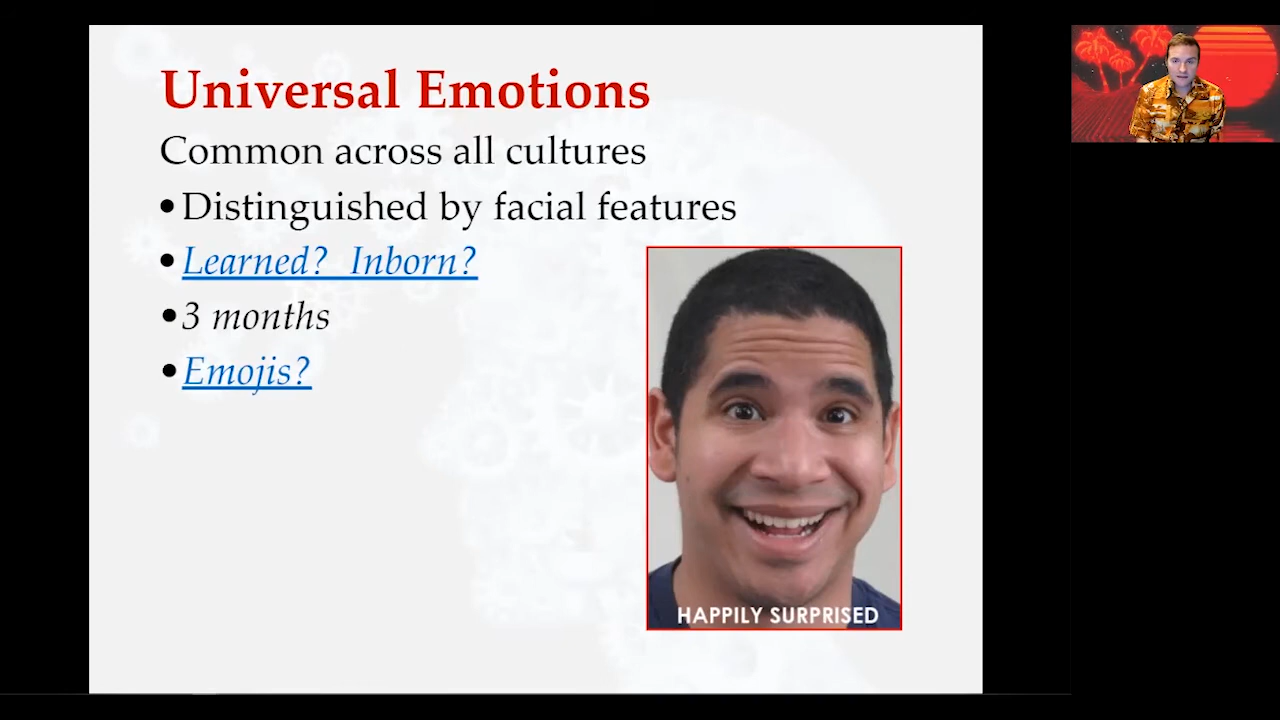 Universal Emotions
Common across all cultures
•Distinguished by facial features
•Learned?  Inborn?
•3 months
•Emojis?
HAPPILY SURPRISED